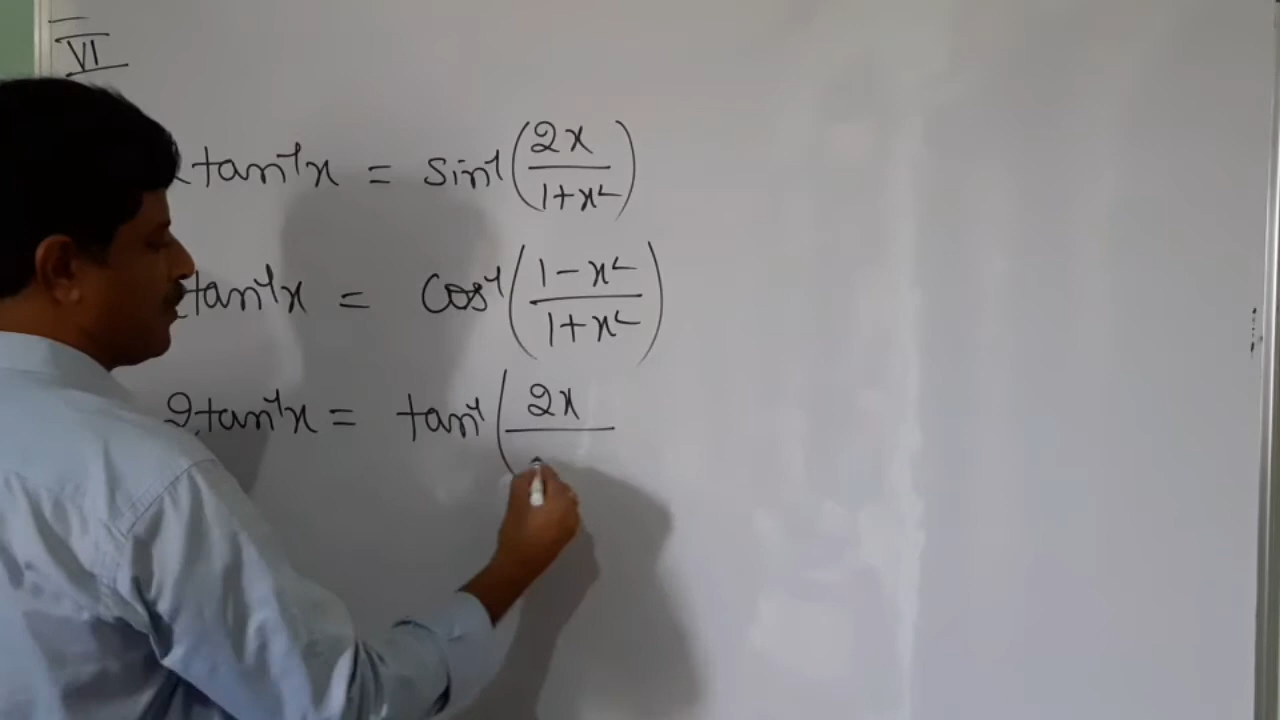 VI
2 tan⁻¹x = sin⁻¹(2x/(1+x²))
tan⁻¹x = cos⁻¹((1-x²)/(1+x²))
2tan⁻¹x = tan⁻¹(2x/